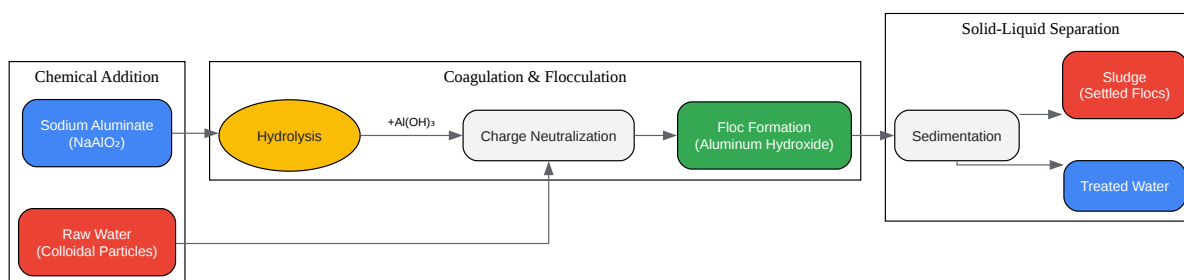 Chemical Addition
Sodium Aluminate
(NaAlO₂)
Raw Water
(Colloidal Particles)
Coagulation & Flocculation
Hydrolysis
+Al(OH)₃
Charge Neutralization
Floc Formation
(Aluminum Hydroxide)
Solid-Liquid Separation
Sedimentation
Sludge
(Settled Flocs)
Treated Water